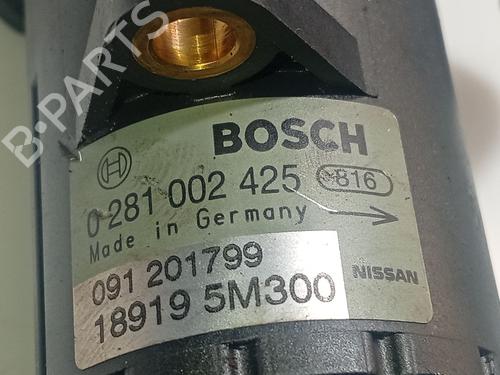 B-PARTS
BOSCH
0 281 002 425 816
Made in Germany
091 201799
18919 5M300
NISSAN